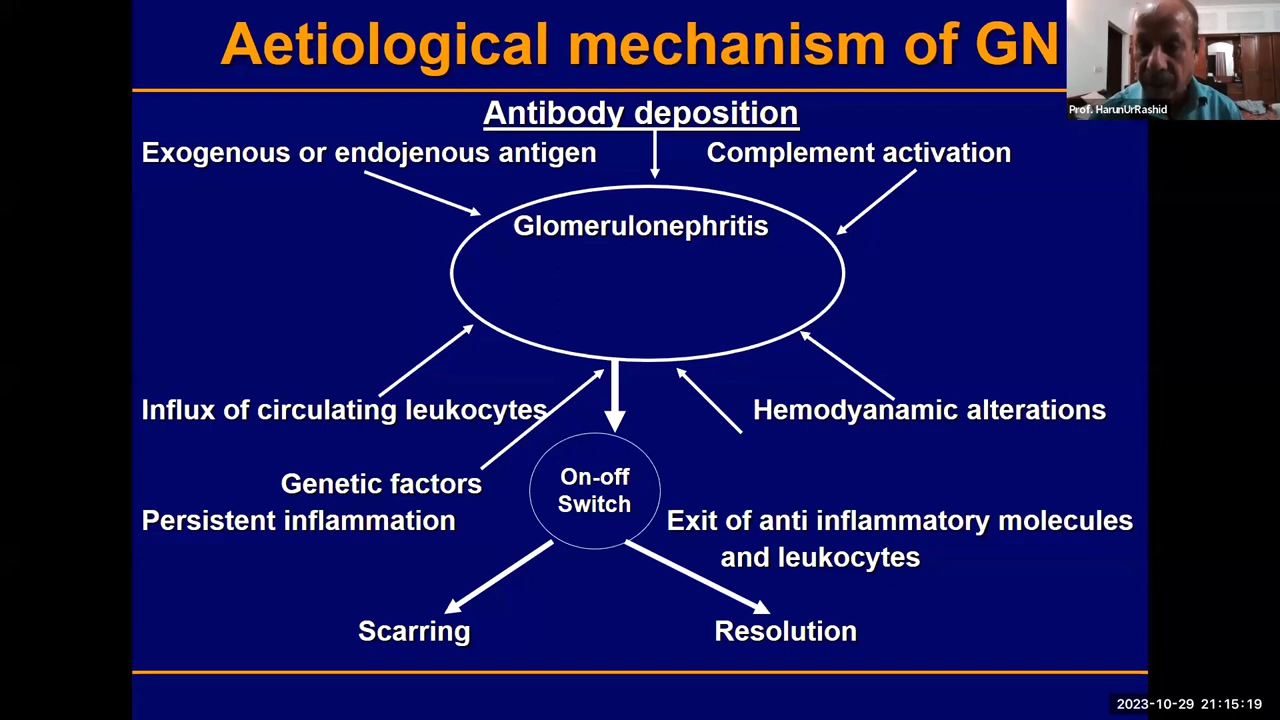 Aetiological mechanism of GN
Prof. HarunUrRashid
Antibody deposition
Exogenous or endojenous antigen
Complement activation
Glomerulonephritis
Influx of circulating leukocytes
Hemodyanamic alterations
Genetic factors
On-off
Switch
Persistent inflammation
Exit of anti inflammatory molecules
and leukocytes
Scarring
Resolution
2023-10-29 21:15:19